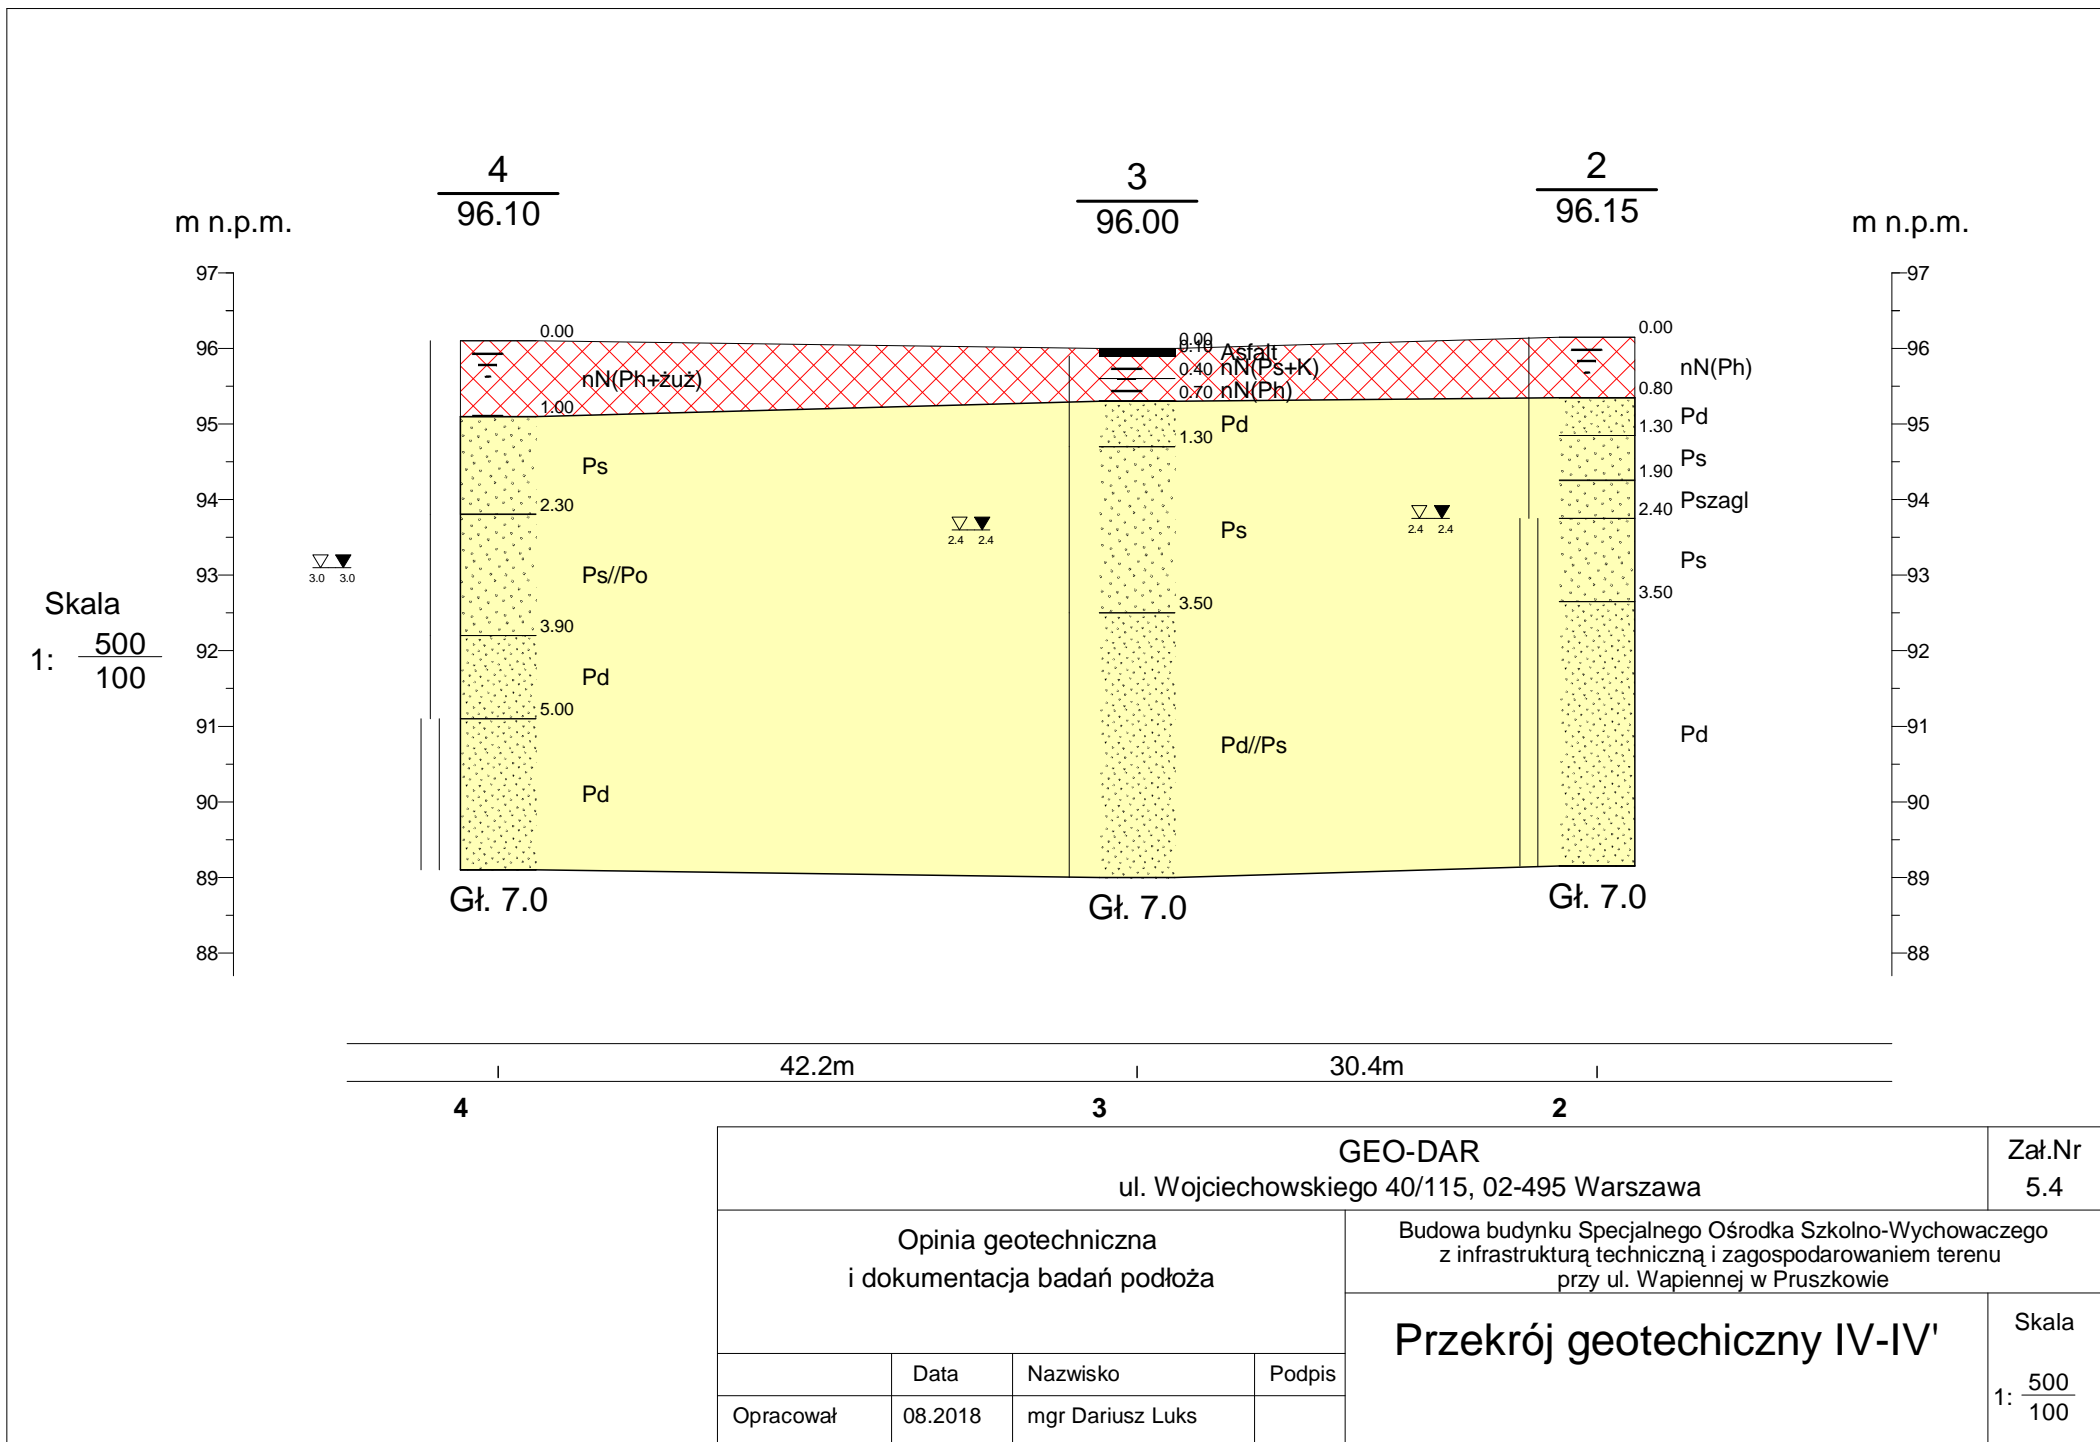 4
96.10
3
96.00
2
96.15
m n.p.m.
m n.p.m.
97
96
95
94
93
92
91
90
89
88
Skala
1: 500
100
3.0 3.0
0.00
nN(Ph+żuż)
1.00
Ps
2.30
Ps//Po
3.90
Pd
5.00
Pd
Gł. 7.0
2.4 2.4
0.00
0.10 Asfalt
0.40 nN(Ps+K)
0.70 nN(Ph)
Pd
1.30
Ps
3.50
Pd//Ps
Gł. 7.0
2.4 2.4
0.00
nN(Ph)
0.80
Pd
1.30
Ps
1.90
Pszagl
2.40
Ps
3.50
Pd
Gł. 7.0
97
96
95
94
93
92
91
90
89
88
42.2m 30.4m
4 3 2
GEO-DAR
ul. Wojciechowskiego 40/115, 02-495 Warszawa
Zał.Nr
5.4
Opinia geotechniczna
i dokumentacja badań podłoża
Budowa budynku Specjalnego Ośrodka Szkolno-Wychowaczego
z infrastrukturą techniczną i zagospodarowaniem terenu
przy ul. Wapiennej w Pruszkowie
Przekrój geotechiczny IV-IV'
Skala
1: 500
100
Data Nazwisko Podpis
Opracował 08.2018 mgr Dariusz Luks